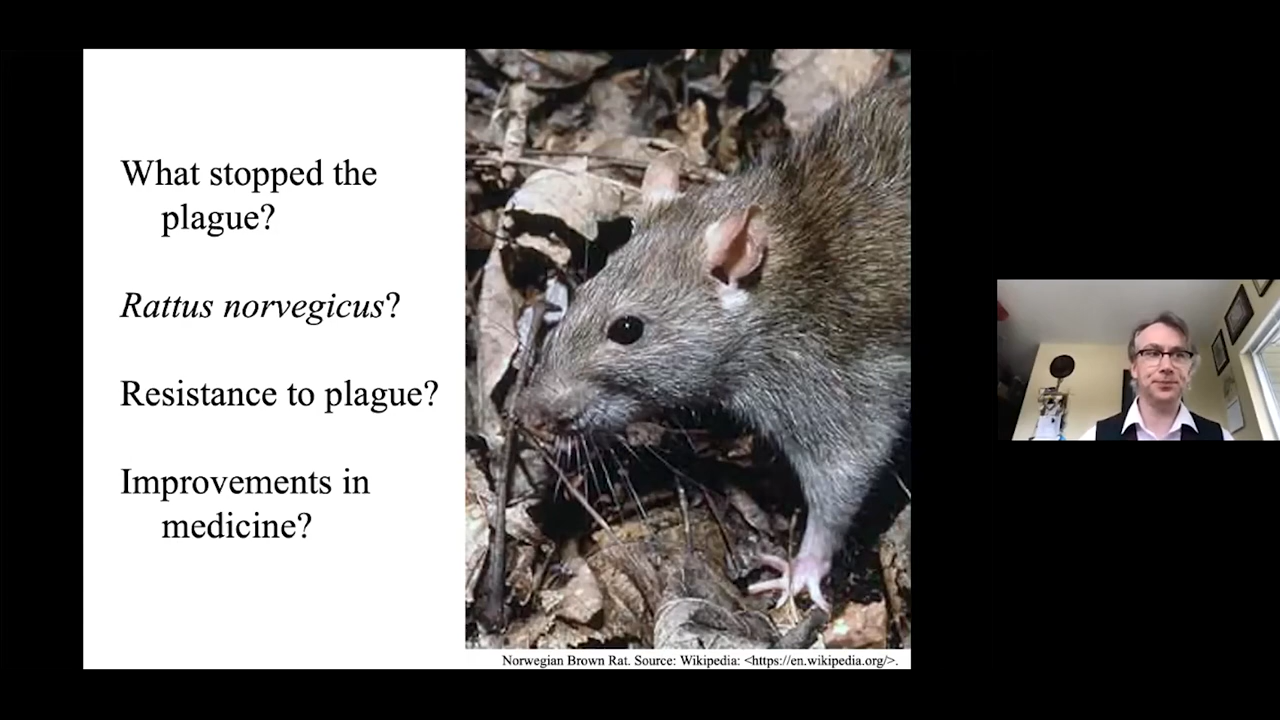 What stopped the
plague?
Rattus norvegicus?
Resistance to plague?
Improvements in
medicine?
Norwegian Brown Rat. Source: Wikipedia: <https://en.wikipedia.org/>.